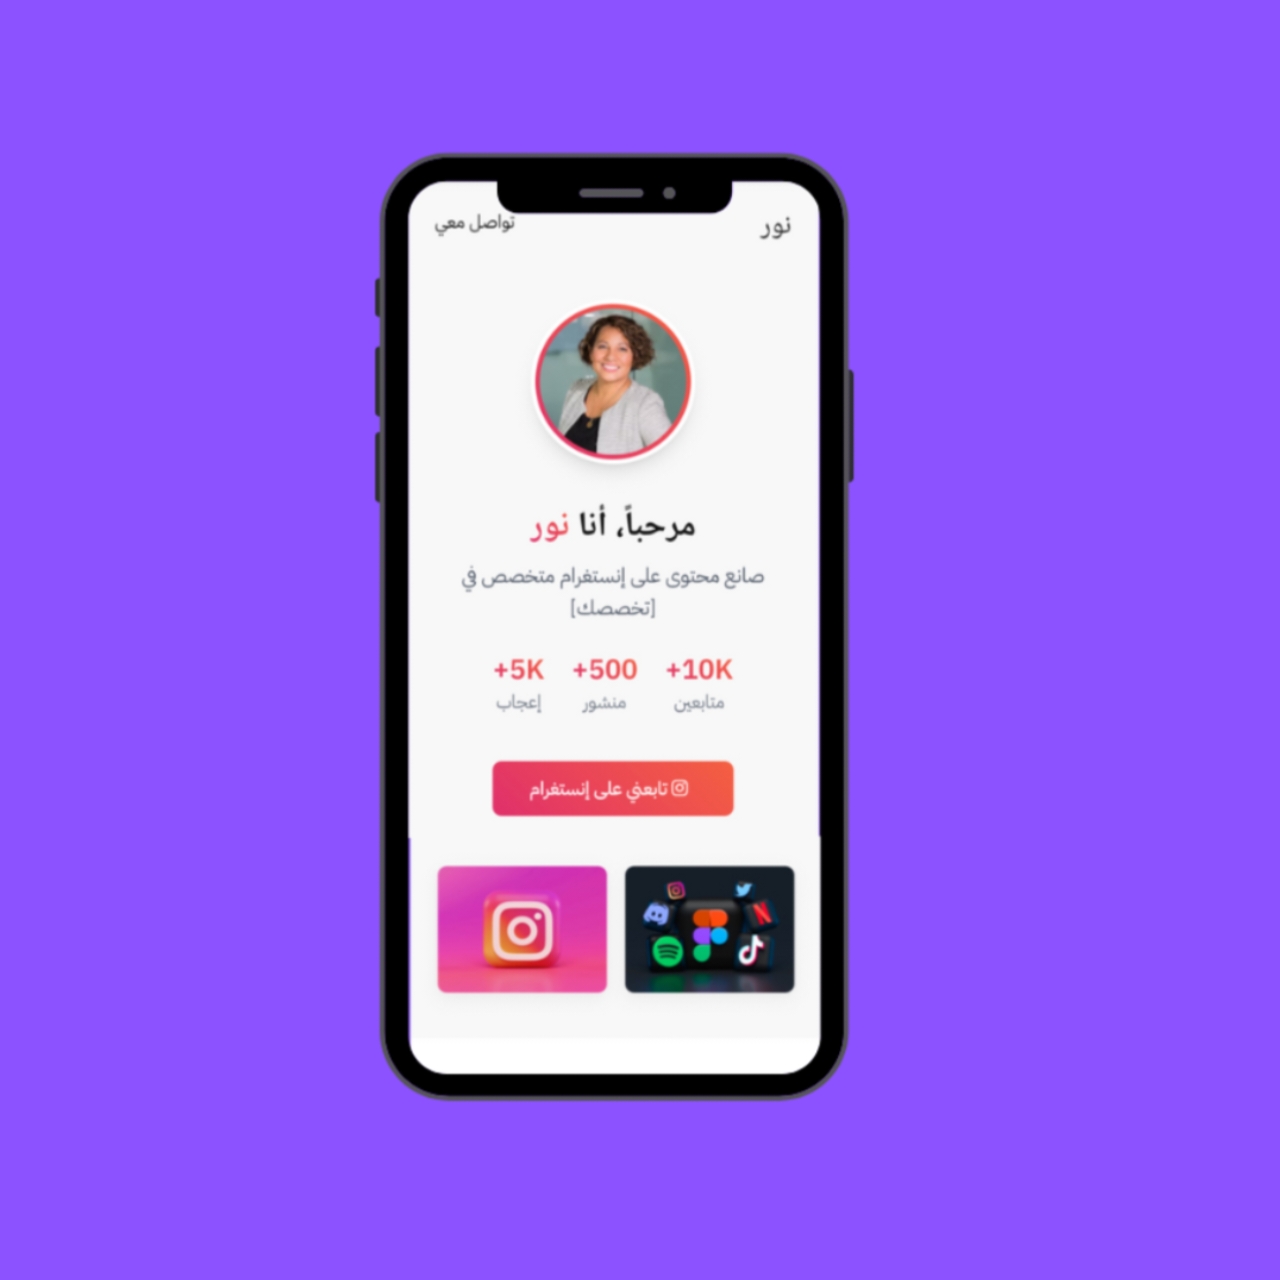 نور
تواصل معي
مرحباً، أنا نور
صانع محتوى على إنستغرام متخصص في
[تخصصك]
+10K
+500
+5K
متابعين
منشور
إعجاب
تابعني على إنستغرام